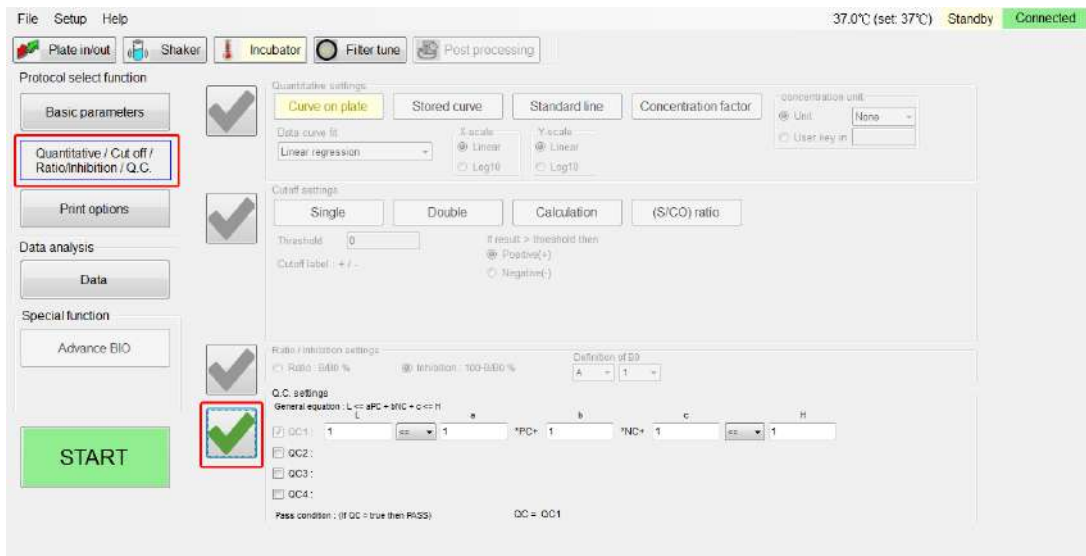 File Setup Help 37.0°C (set: 37°C) Standby Connected
Plate in/out Shaker Incubator Filter tune Post processing
Protocol select function
Basic parameters
Quantitative / Cut off /
Ratio/Inhibition / Q.C.
Print options
Data analysis
Data
Special function
Advance BIO
START
Quantitative settings
Curve on plate Stored curve Standard line Concentration factor
concentration unit
Unit None
User key in
Data curve fit X-scale Y-scale
Linear regression Linear Linear
Log10 Log10
Cutoff settings
Single Double Calculation (S/CO) ratio
Threshold 0 If result > threshold then
Positive(+)
Cutoff label : + / -
Negative(-)
Ratio / Inhibition settings Definition of B0
Ratio : B/B0 % Inhibition : 100-B/B0 % A 1
Q.C. settings
General equation : L <= aPC + bNC + c <= H
L a b c H
QC1: 1 <= 1 *PC+ 1 *NC+ 1 <= 1
QC2:
QC3:
QC4:
Pass condition : (If QC = true then PASS) QC = QC1